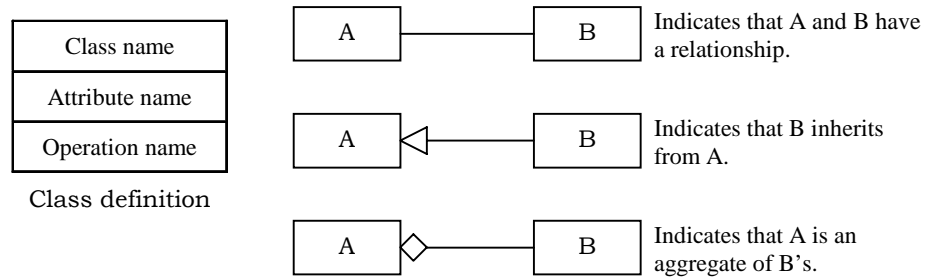 Class name
Attribute name
Operation name
Class definition
A
B
Indicates that A and B have
a relationship.
A
B
Indicates that B inherits
from A.
A
B
Indicates that A is an
aggregate of B's.